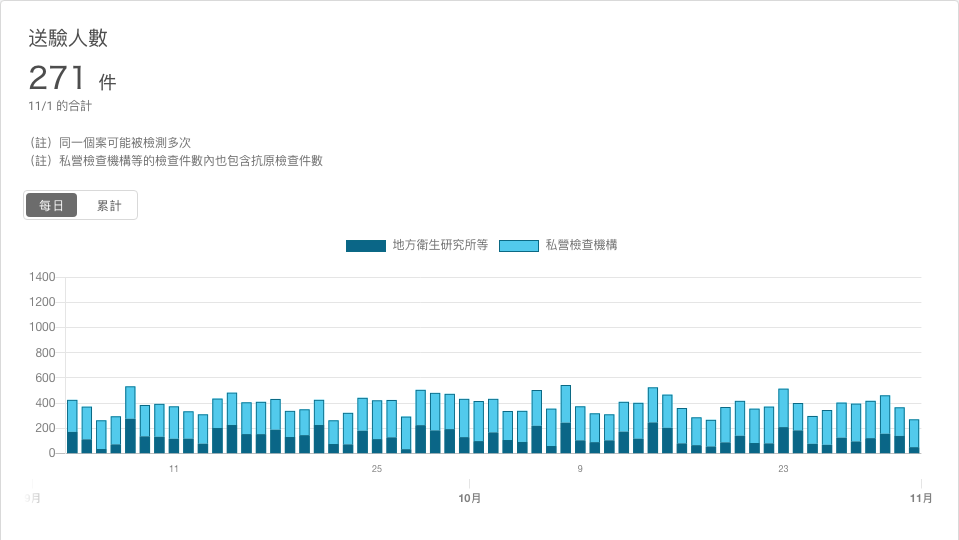 送驗人數
271 件
11/1 的合計
（註）同一個案可能被檢測多次
（註）私營檢查機構等的檢查件數內也包含抗原檢查件數
每日 累計
地方衛生研究所等 私營檢查機構
1400
1200
1000
800
600
400
200
0
11 25 9 23
9月 10月 11月